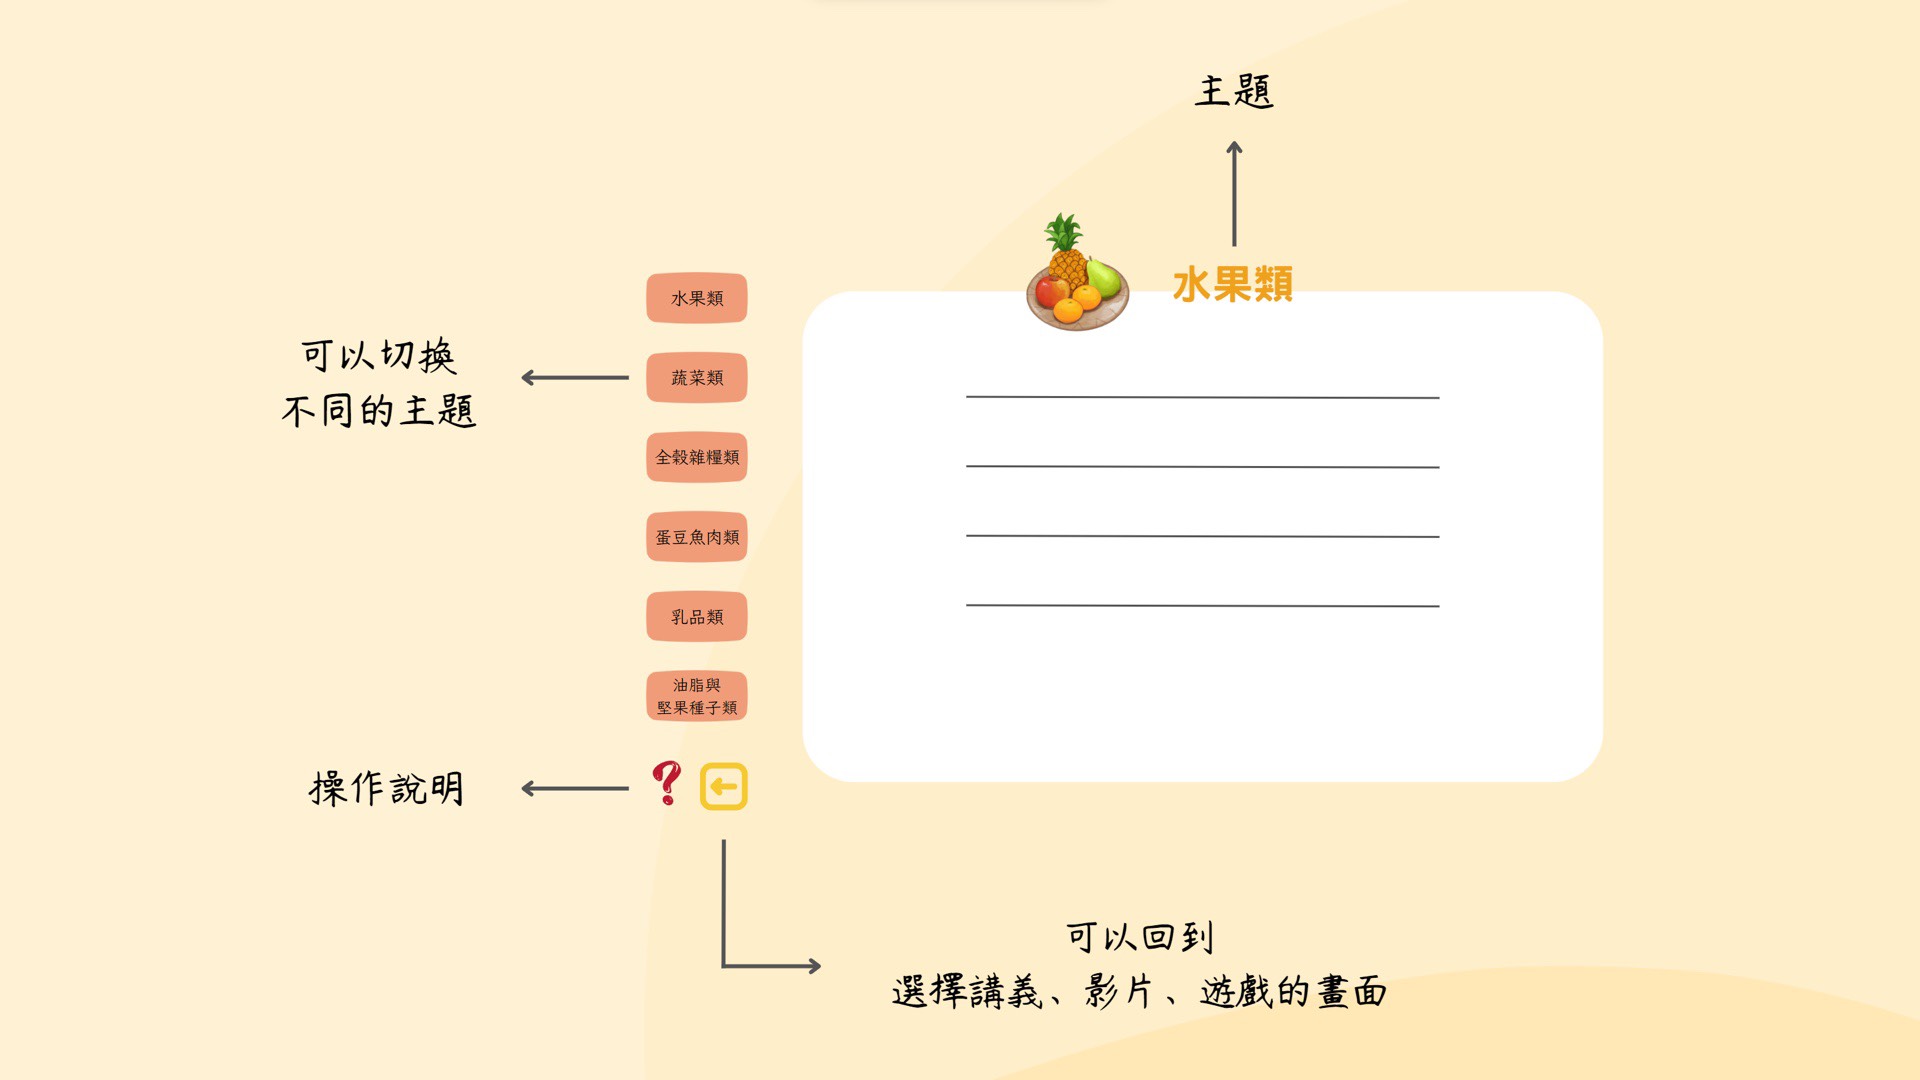 主題
水果類
水果類
可以切換
不同的主題
蔬菜類
全穀雜糧類
蛋豆魚肉類
乳品類
油脂與
堅果種子類
操作說明
?
可以回到
選擇講義、影片、遊戲的畫面